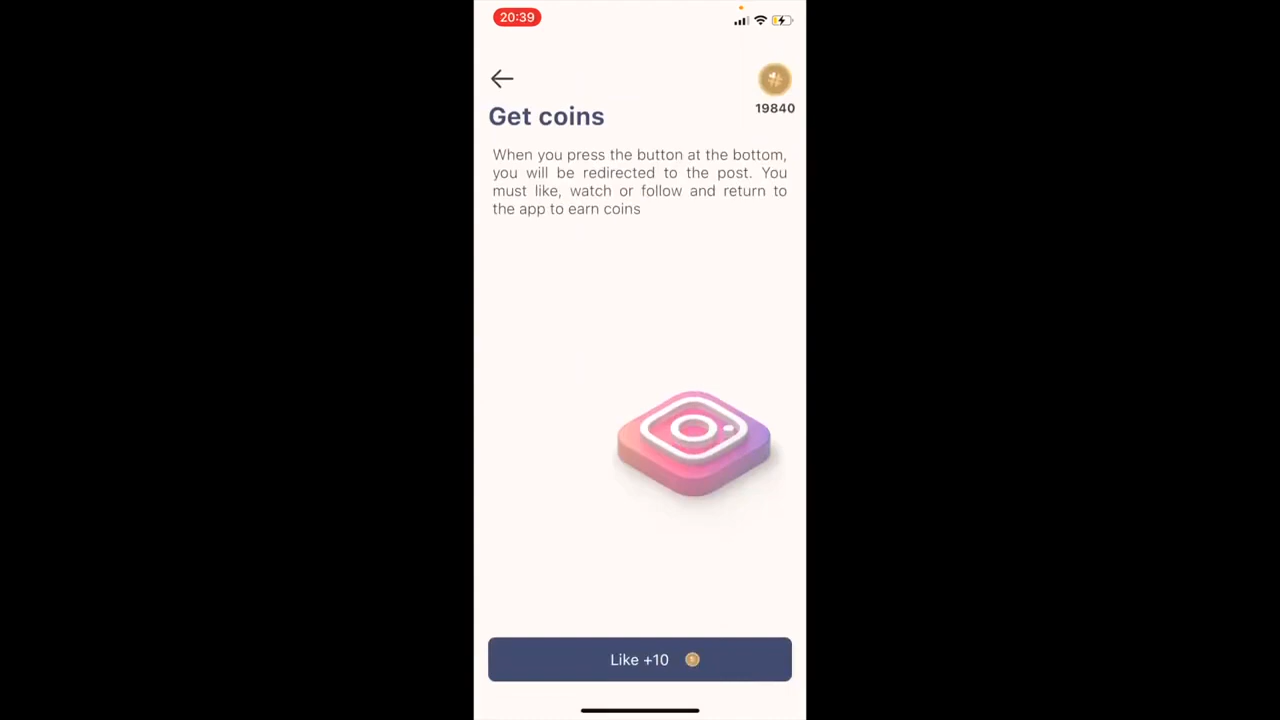 20:39
19840
Get coins
When you press the button at the bottom,
you will be redirected to the post. You
must like, watch or follow and return to
the app to earn coins
Like +10